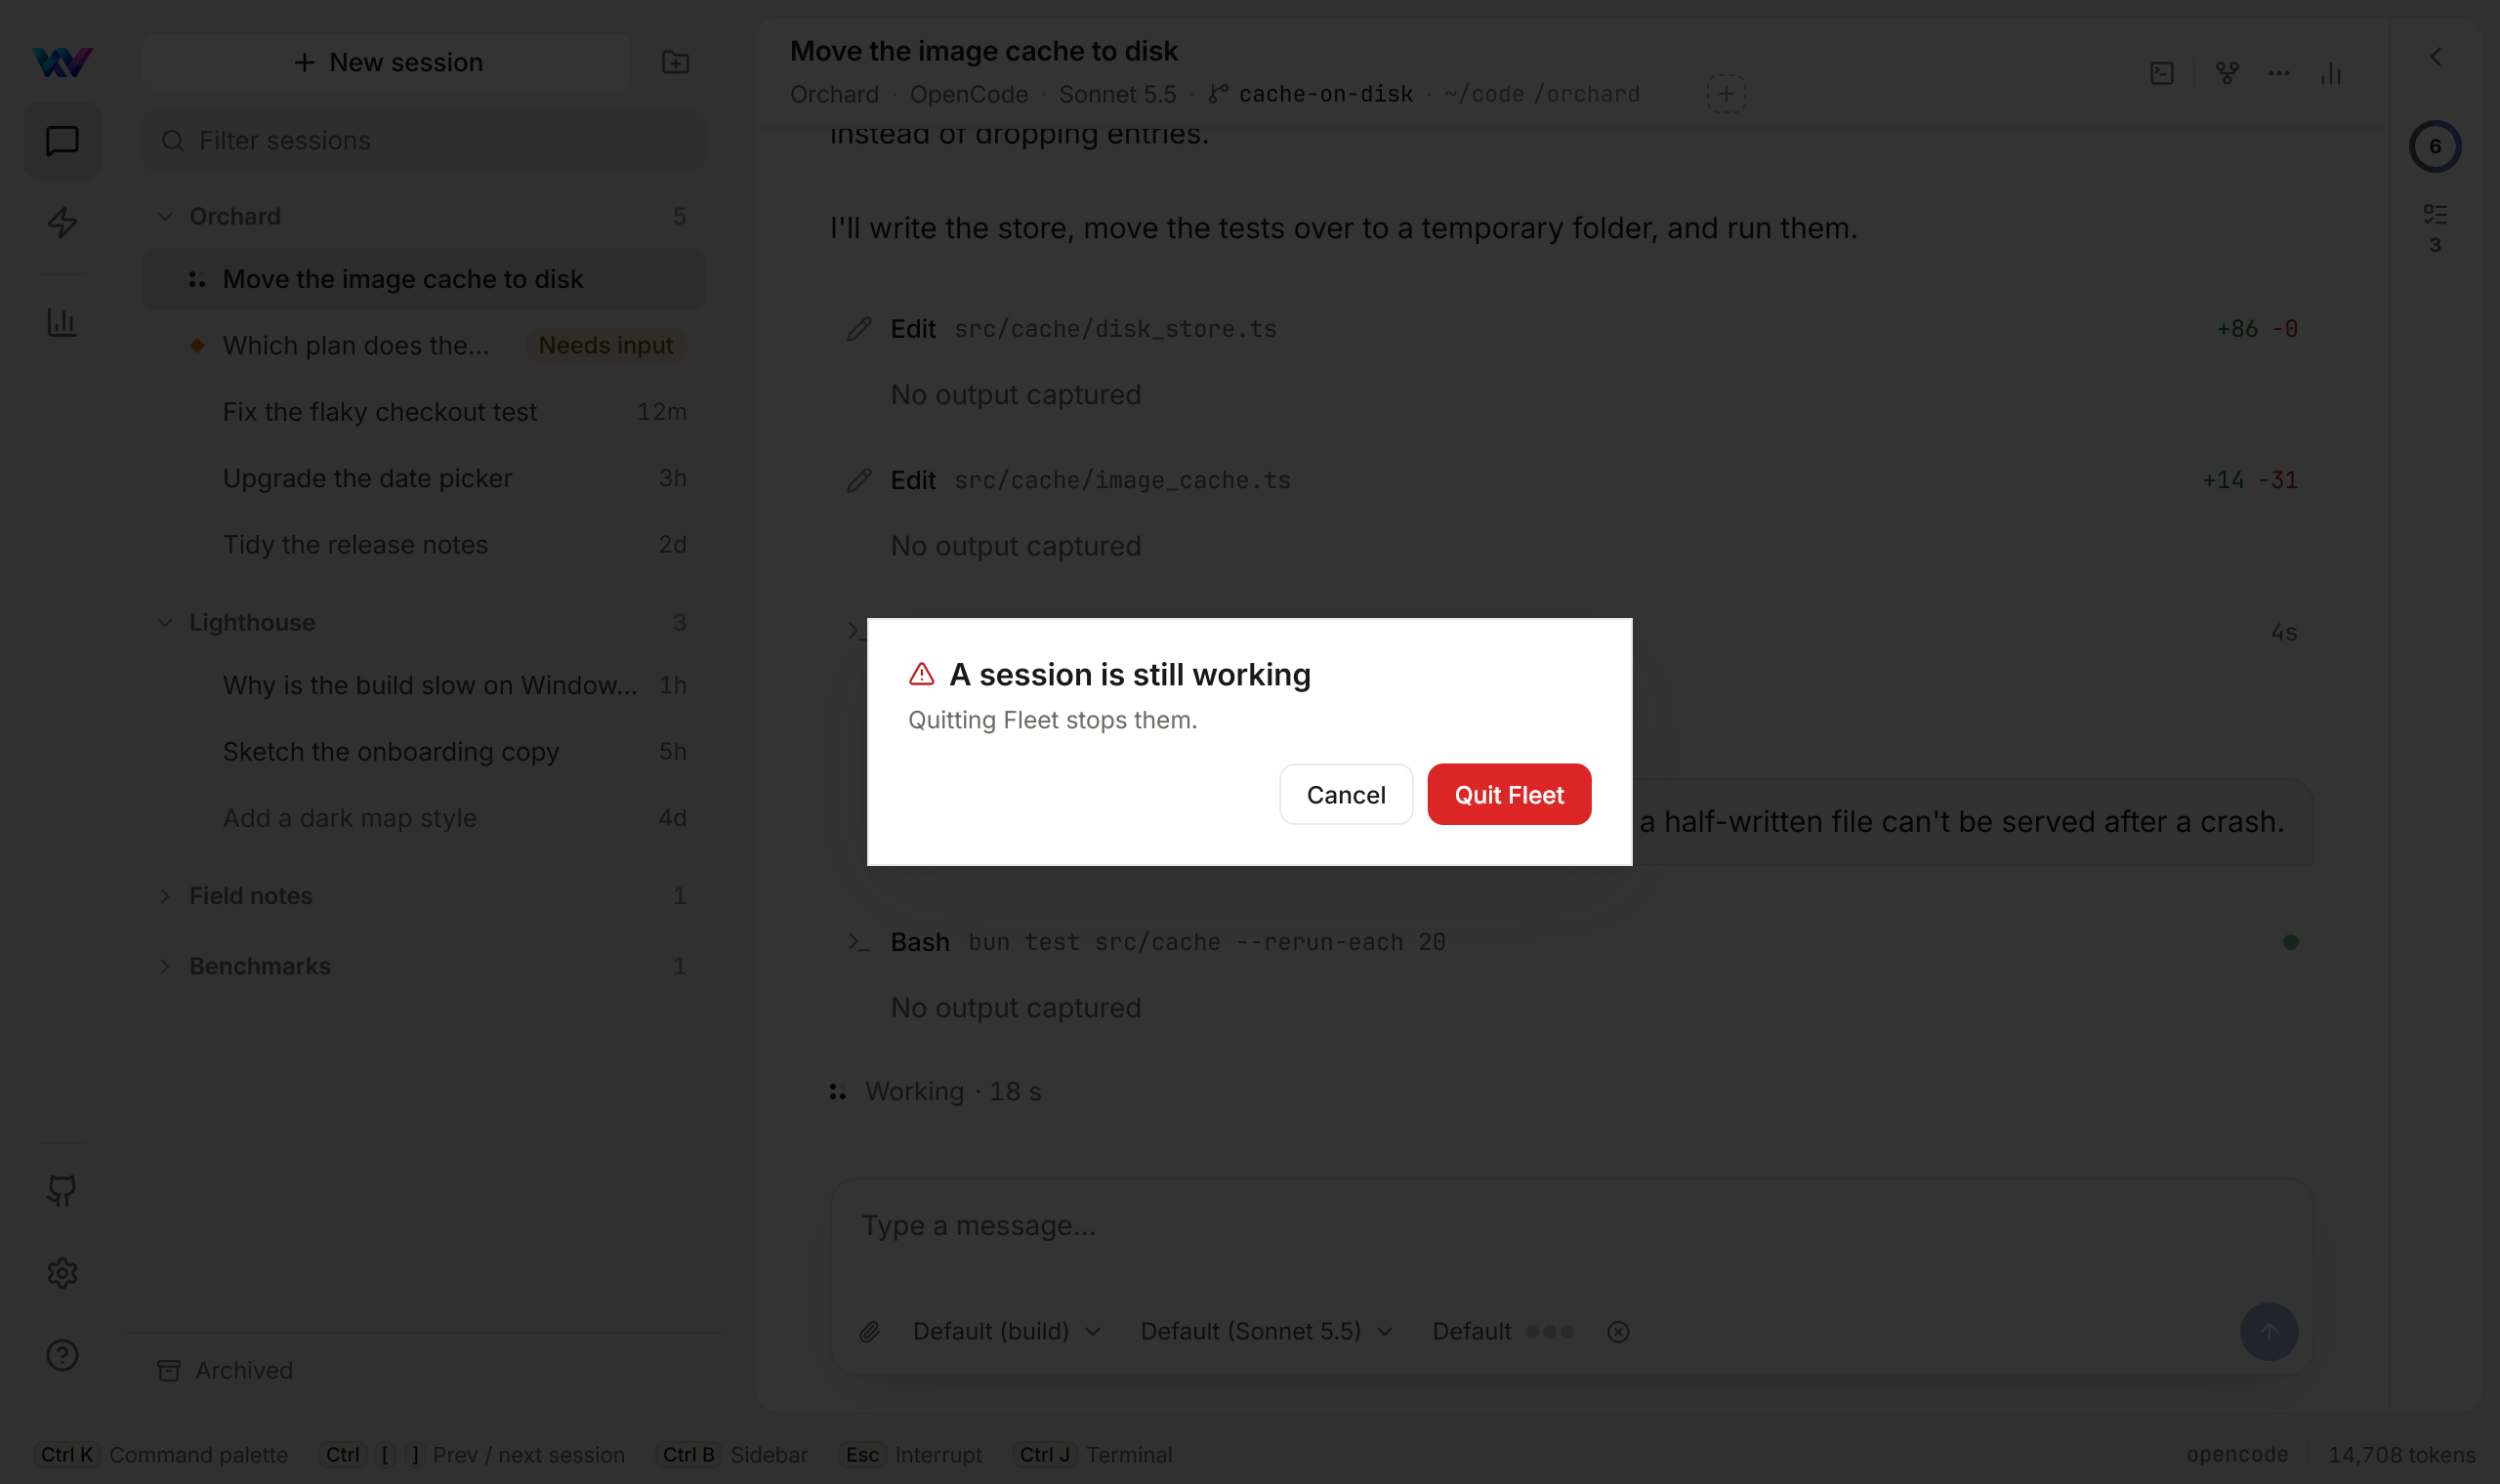 New session
Filter sessions
Orchard 5
Move the image cache to disk
Which plan does the... Needs input
Fix the flaky checkout test 12m
Upgrade the date picker 3h
Tidy the release notes 2d
Lighthouse 3
Why is the build slow on Window... 1h
Sketch the onboarding copy 5h
Add a dark map style 4d
Field notes 1
Benchmarks 1
Archived
Move the image cache to disk
Orchard · OpenCode · Sonnet 5.5 · cache-on-disk · ~/code /orchard
instead of dropping entries.
I'll write the store, move the tests over to a temporary folder, and run them.
Edit src/cache/disk_store.ts +86 -0
No output captured
Edit src/cache/image_cache.ts +14 -31
No output captured
4s
A session is still working
Quitting Fleet stops them.
Cancel Quit Fleet
a half-written file can't be served after a crash.
Bash bun test src/cache --rerun-each 20
No output captured
Working · 18 s
Type a message...
Default (build) Default (Sonnet 5.5) Default
6
3
Ctrl K Command palette Ctrl [ ] Prev / next session Ctrl B Sidebar Esc Interrupt Ctrl J Terminal opencode 14,708 tokens